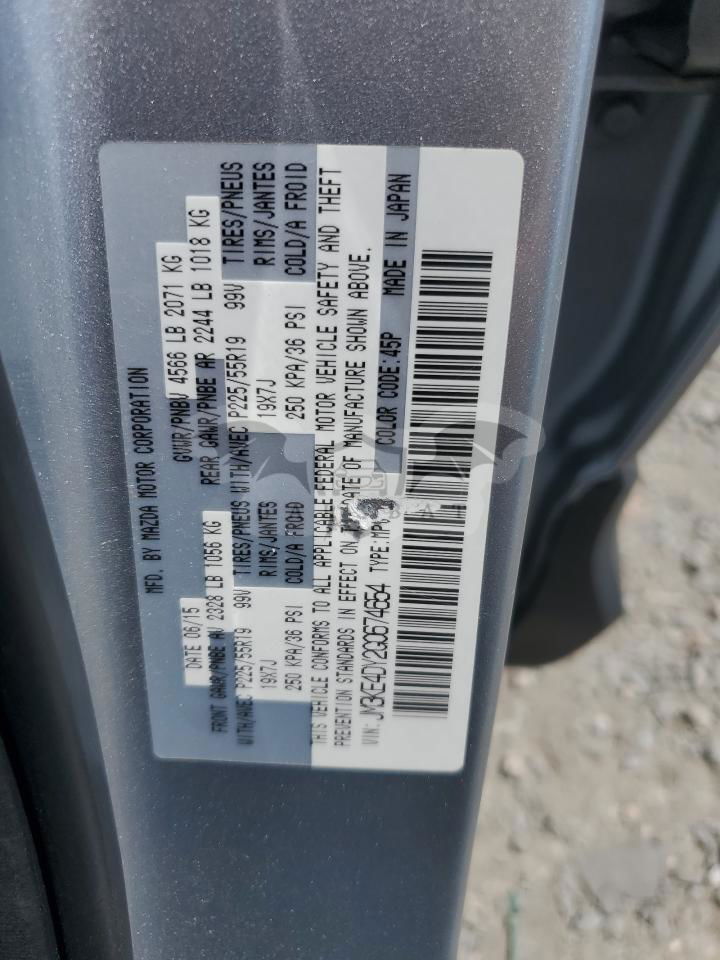 MFD. BY MAZDA MOTOR CORPORATION
DATE 06/15 GVWR/PNBV 4566 LB 2071 KG
FRONT GAWR/PNBE AV 2328 LB 1056 KG REAR GAWR/PNBE AR 2244 LB 1018 KG
WITH/AVEC P225/55R19 99V TIRES/PNEUS WITH/AVEC P225/55R19 99V TIRES/PNEUS
19X7J RIMS/JANTES 19X7J RIMS/JANTES
250 KPA/36 PSI COLD/A FROID 250 KPA/36 PSI COLD/A FROID
THIS VEHICLE CONFORMS TO ALL APPLICABLE FEDERAL MOTOR VEHICLE SAFETY AND THEFT
PREVENTION STANDARDS IN EFFECT ON THE DATE OF MANUFACTURE SHOWN ABOVE.
VIN: JM3KE4DY2G0674654 TYPE:MPV COLOR CODE:45P MADE IN JAPAN